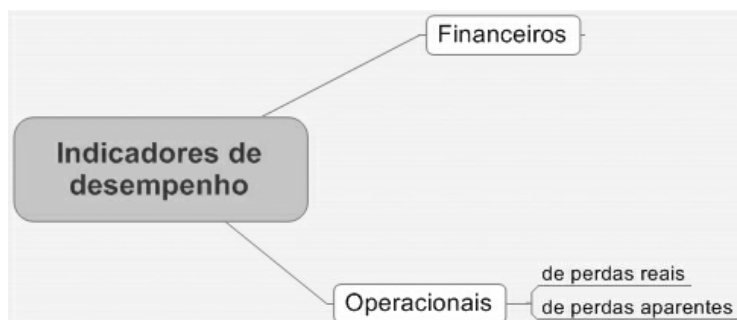 Financeiros
Indicadores de
desempenho
Operacionais
de perdas reais
de perdas aparentes